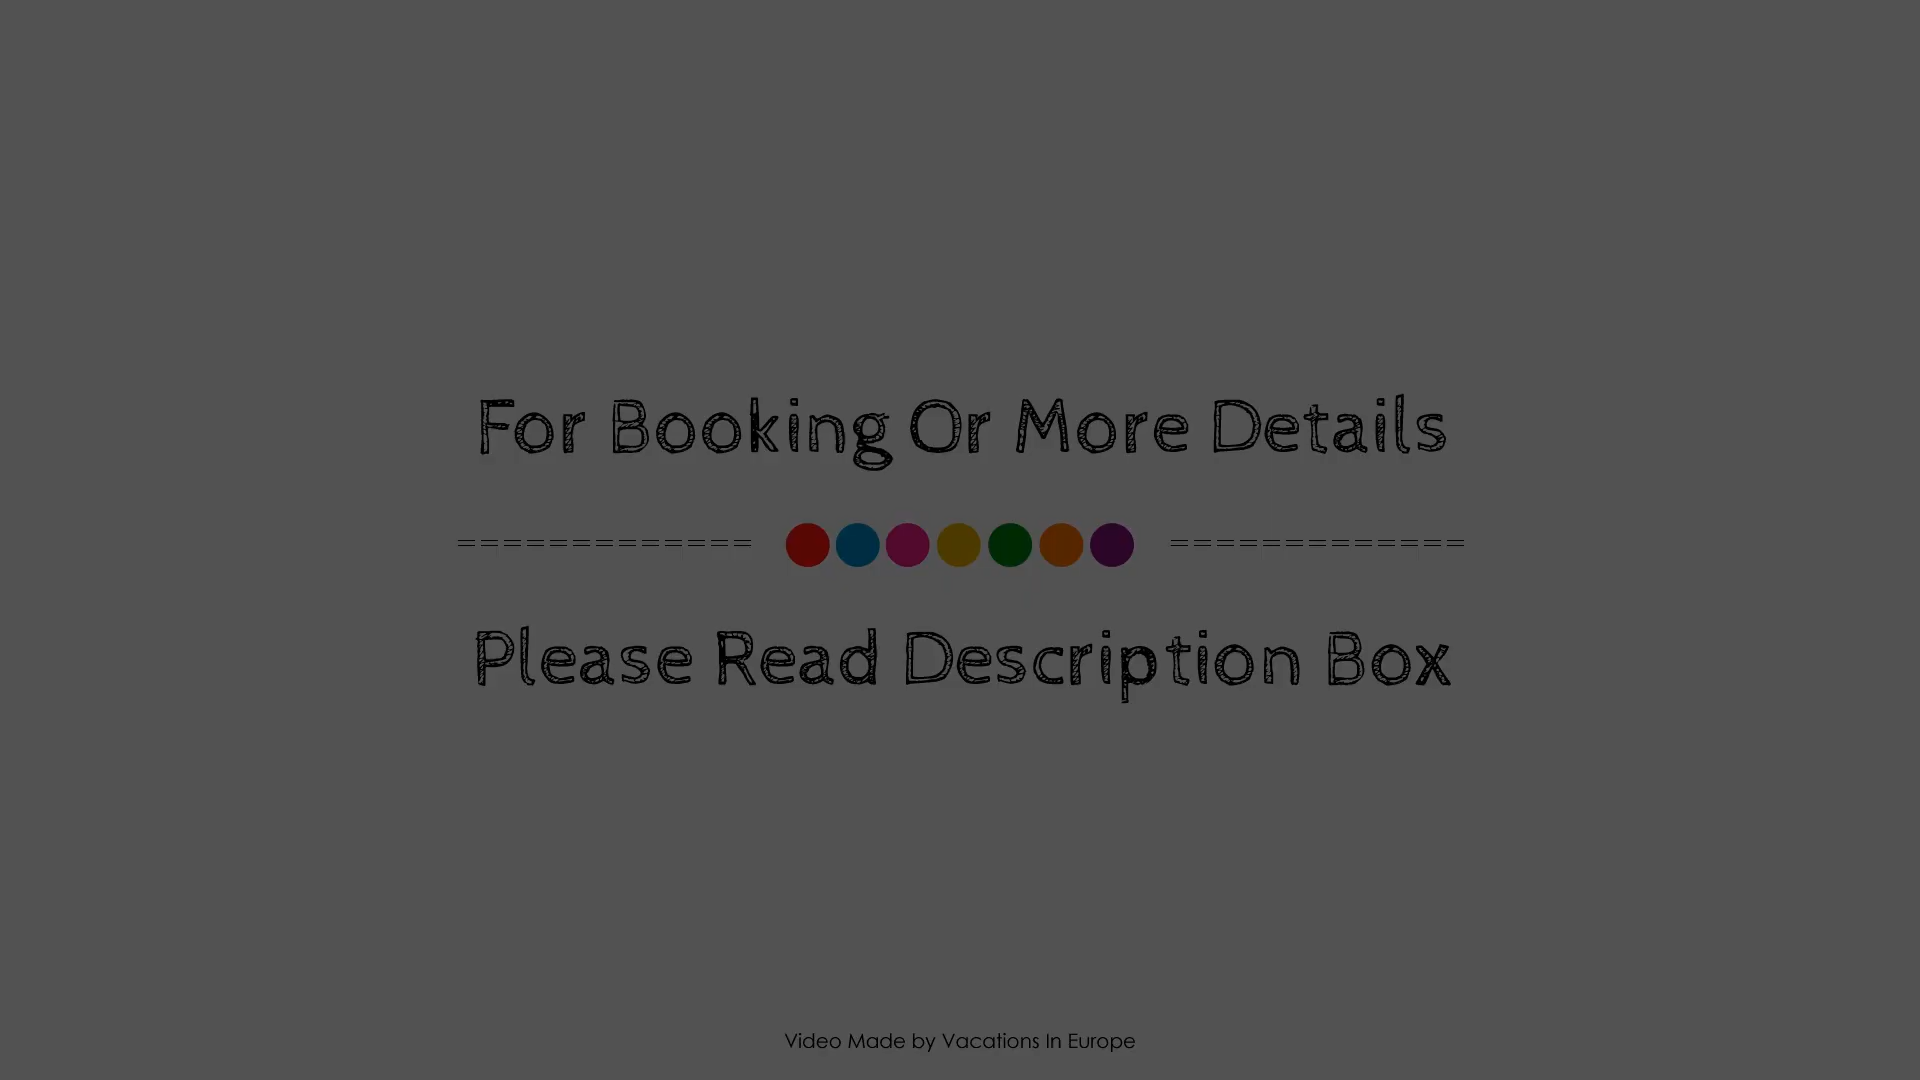 For Booking Or More Details
============= =============
Please Read Description Box
Video Made by Vacations In Europe